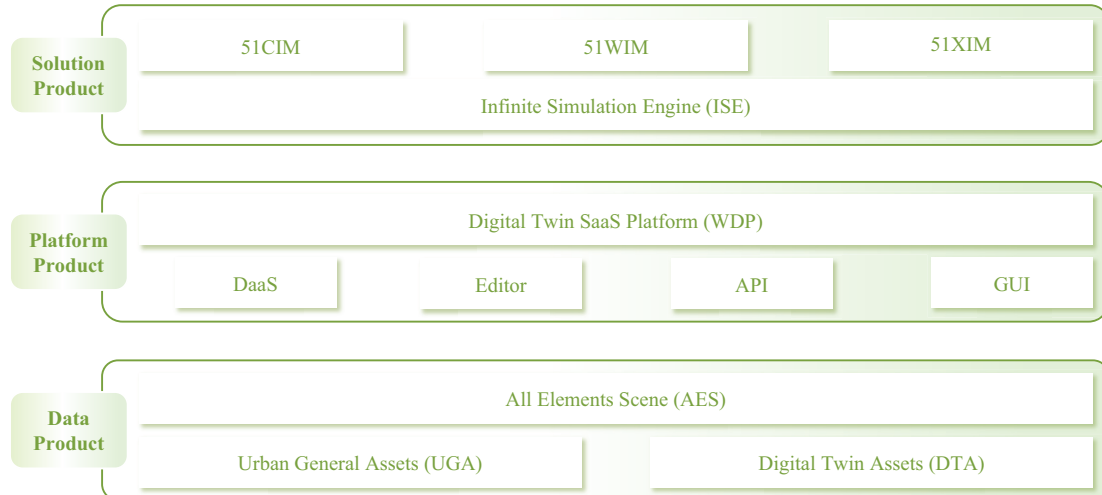 Solution
Product
51CIM
51WIM
51XIM
Infinite Simulation Engine (ISE)
Platform
Product
Digital Twin SaaS Platform (WDP)
DaaS
Editor
API
GUI
Data
Product
All Elements Scene (AES)
Urban General Assets (UGA)
Digital Twin Assets (DTA)